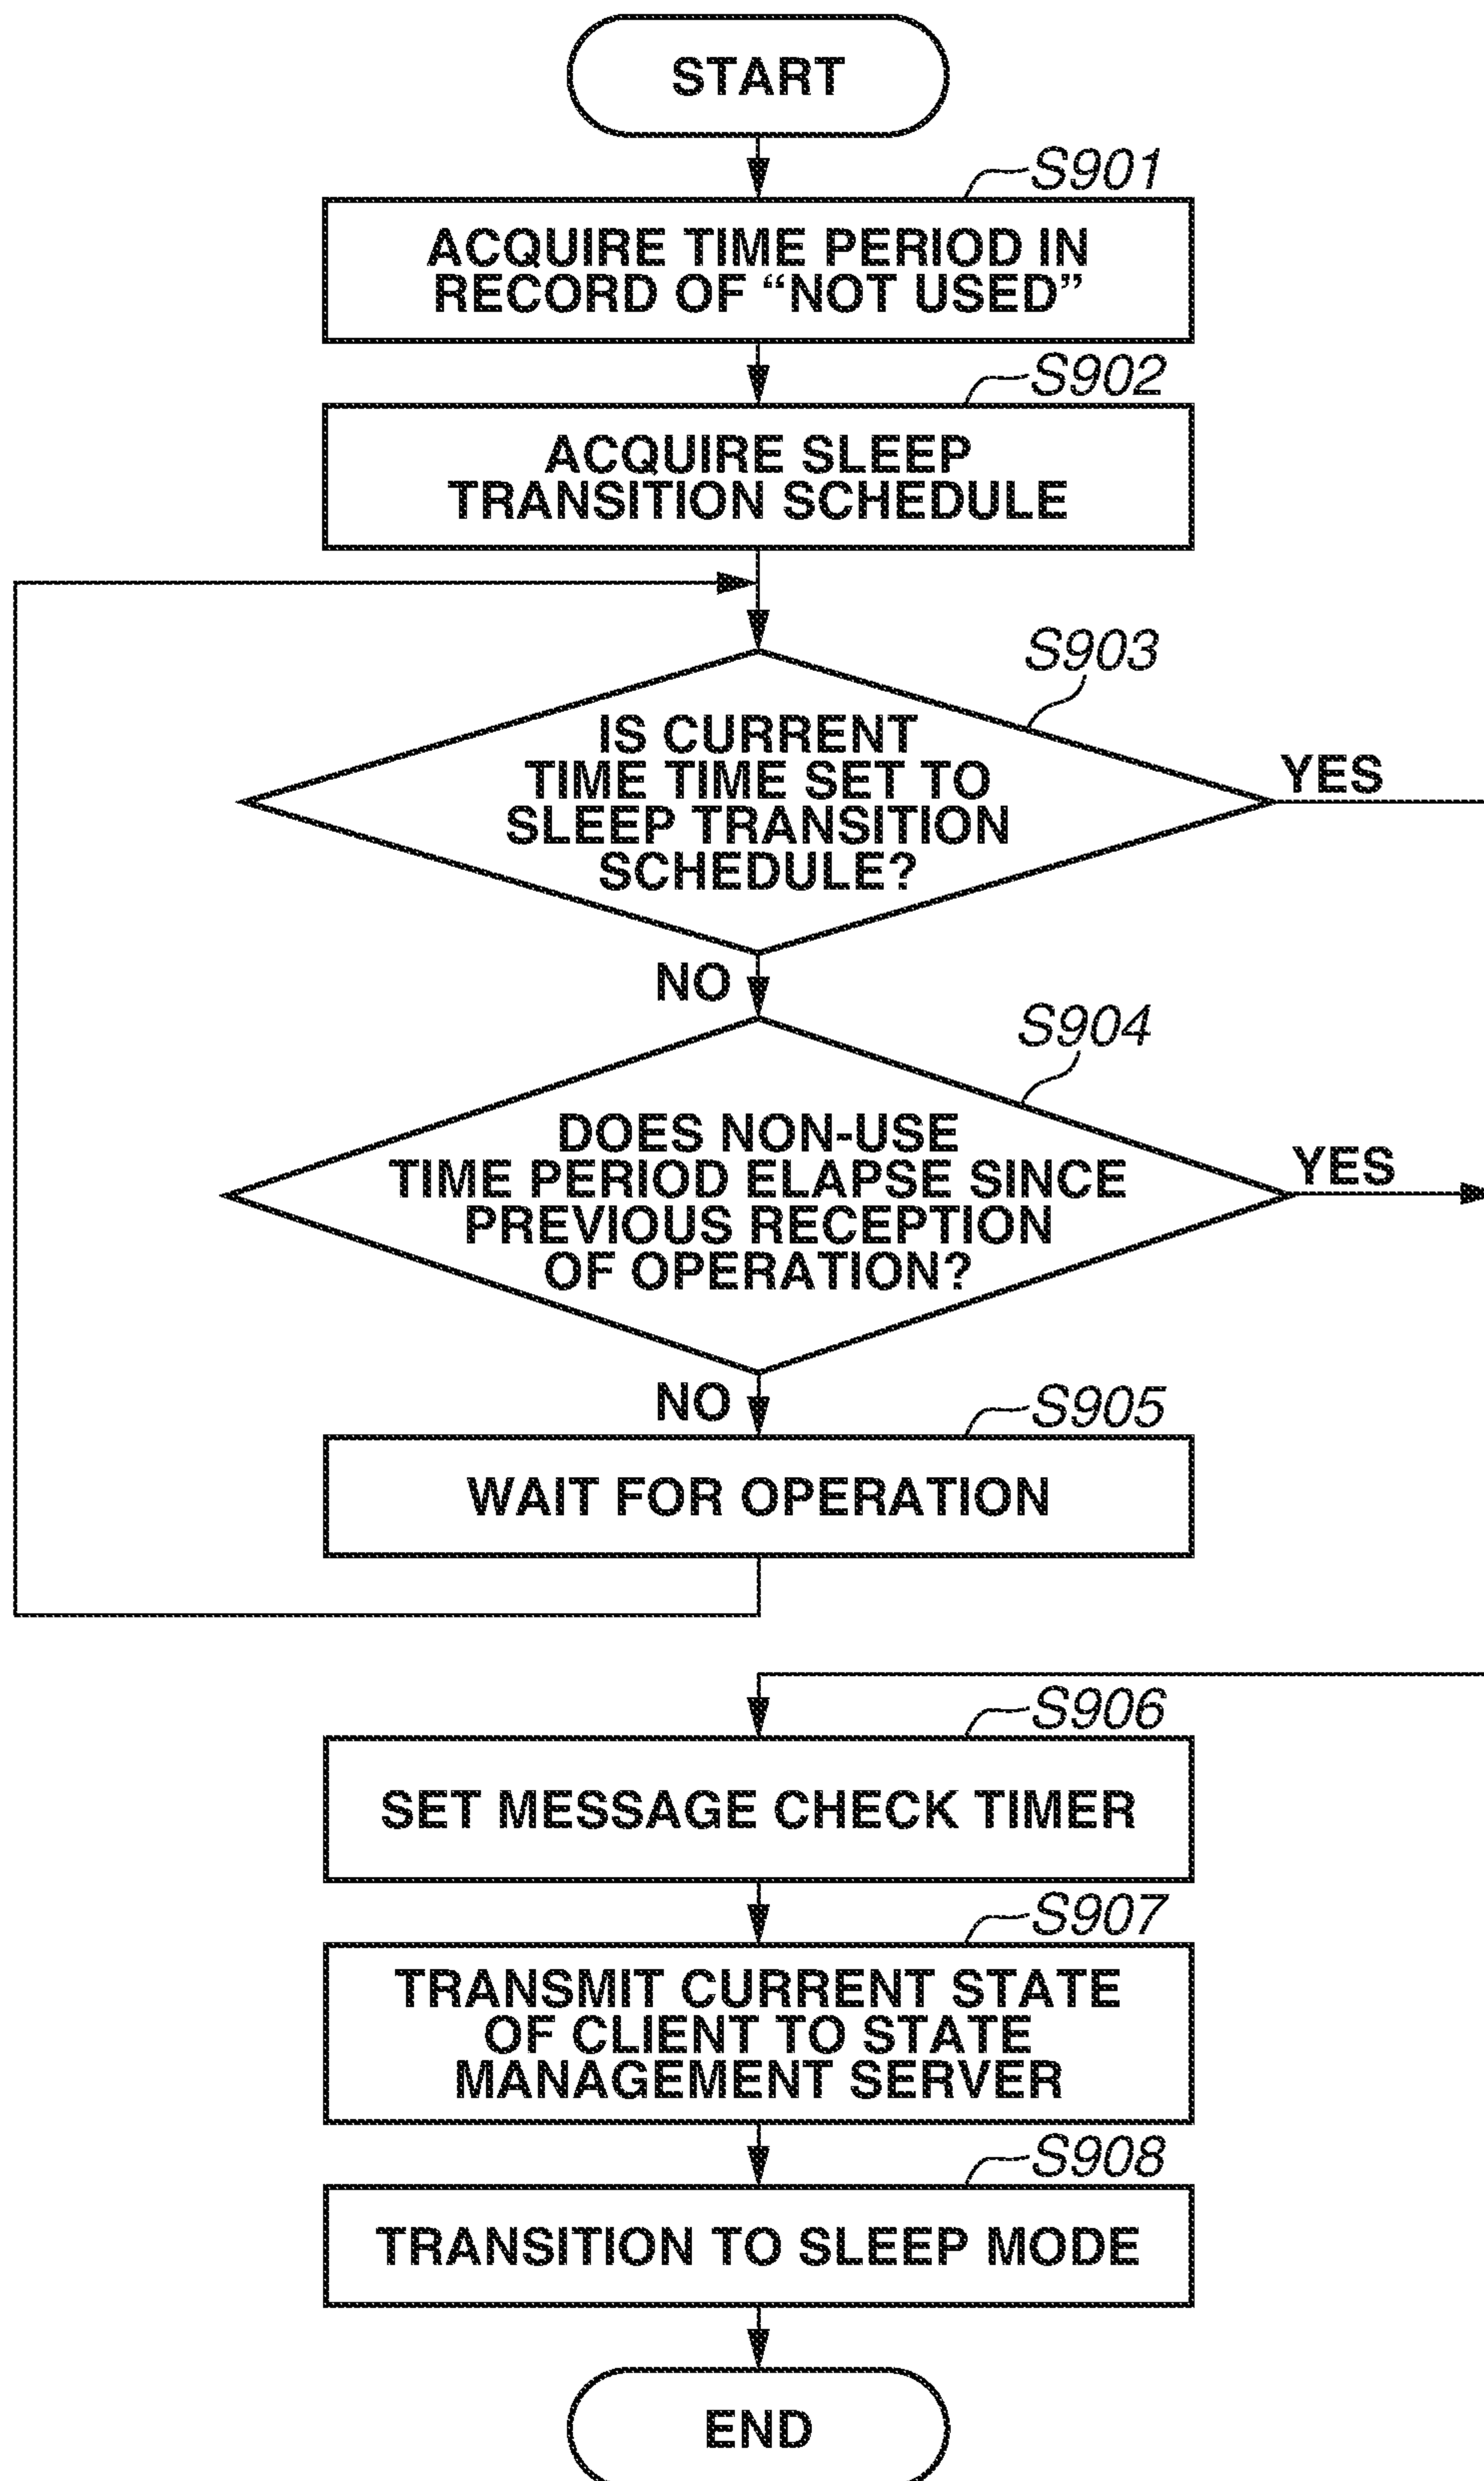 START
S901
ACQUIRE TIME PERIOD IN
RECORD OF “NOT USED”
S902
ACQUIRE SLEEP
TRANSITION SCHEDULE
S903
IS CURRENT
TIME TIME SET TO
SLEEP TRANSITION
SCHEDULE?
YES
NO
S904
DOES NON-USE
TIME PERIOD ELAPSE SINCE
PREVIOUS RECEPTION
OF OPERATION?
YES
NO
S905
WAIT FOR OPERATION
S906
SET MESSAGE CHECK TIMER
S907
TRANSMIT CURRENT STATE
OF CLIENT TO STATE
MANAGEMENT SERVER
S908
TRANSITION TO SLEEP MODE
END